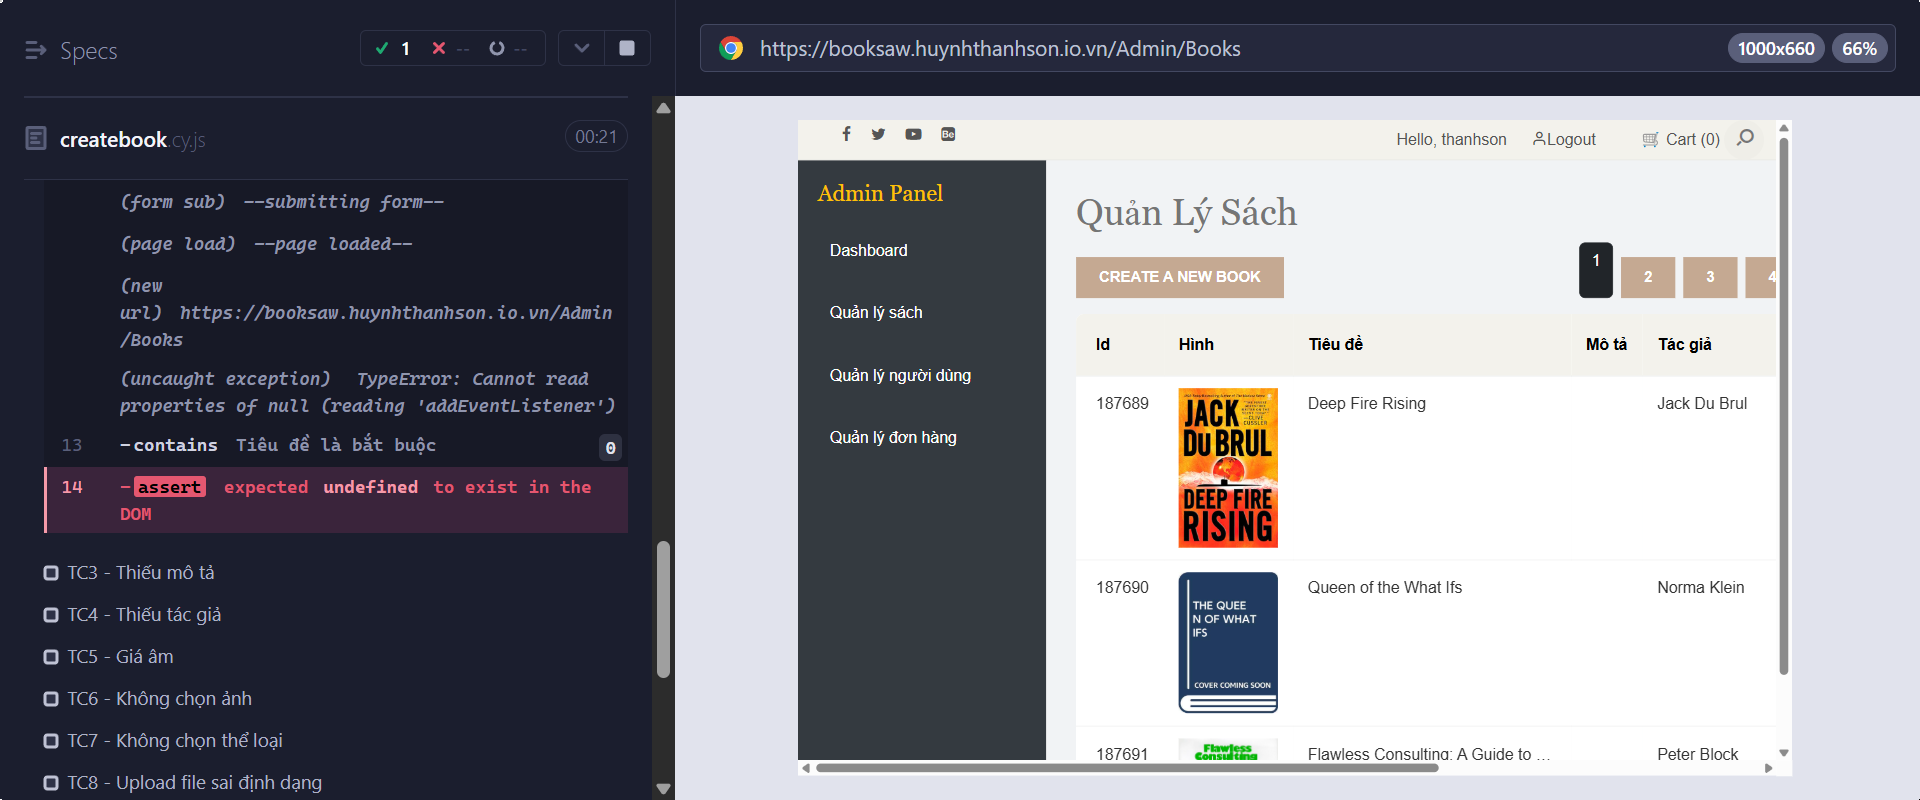 Specs
1
--
--
createbook.cy.js
00:21
(form sub) --submitting form--
(page load) --page loaded--
(new
url) https://booksaw.huynhthanhson.io.vn/Admin
/Books
(uncaught exception) TypeError: Cannot read
properties of null (reading 'addEventListener')
13 -contains Tiêu đề là bắt buộc 0
14 -assert expected undefined to exist in the
DOM
TC3 - Thiếu mô tả
TC4 - Thiếu tác giả
TC5 - Giá âm
TC6 - Không chọn ảnh
TC7 - Không chọn thể loại
TC8 - Upload file sai định dạng
https://booksaw.huynhthanhson.io.vn/Admin/Books
1000x660
66%
Hello, thanhson
Logout
Cart (0)
Admin Panel
Dashboard
Quản lý sách
Quản lý người dùng
Quản lý đơn hàng
Quản Lý Sách
CREATE A NEW BOOK
1
2
3
4
Id Hình Tiêu đề Mô tả Tác giả
187689
JACK
DU BRUL
DEEP FIRE
RISING
Deep Fire Rising
Jack Du Brul
187690
THE QUEE
N OF WHAT
IFS
COVER COMING SOON
Queen of the What Ifs
Norma Klein
187691
Flawless
Consulting
Flawless Consulting: A Guide to ...
Peter Block